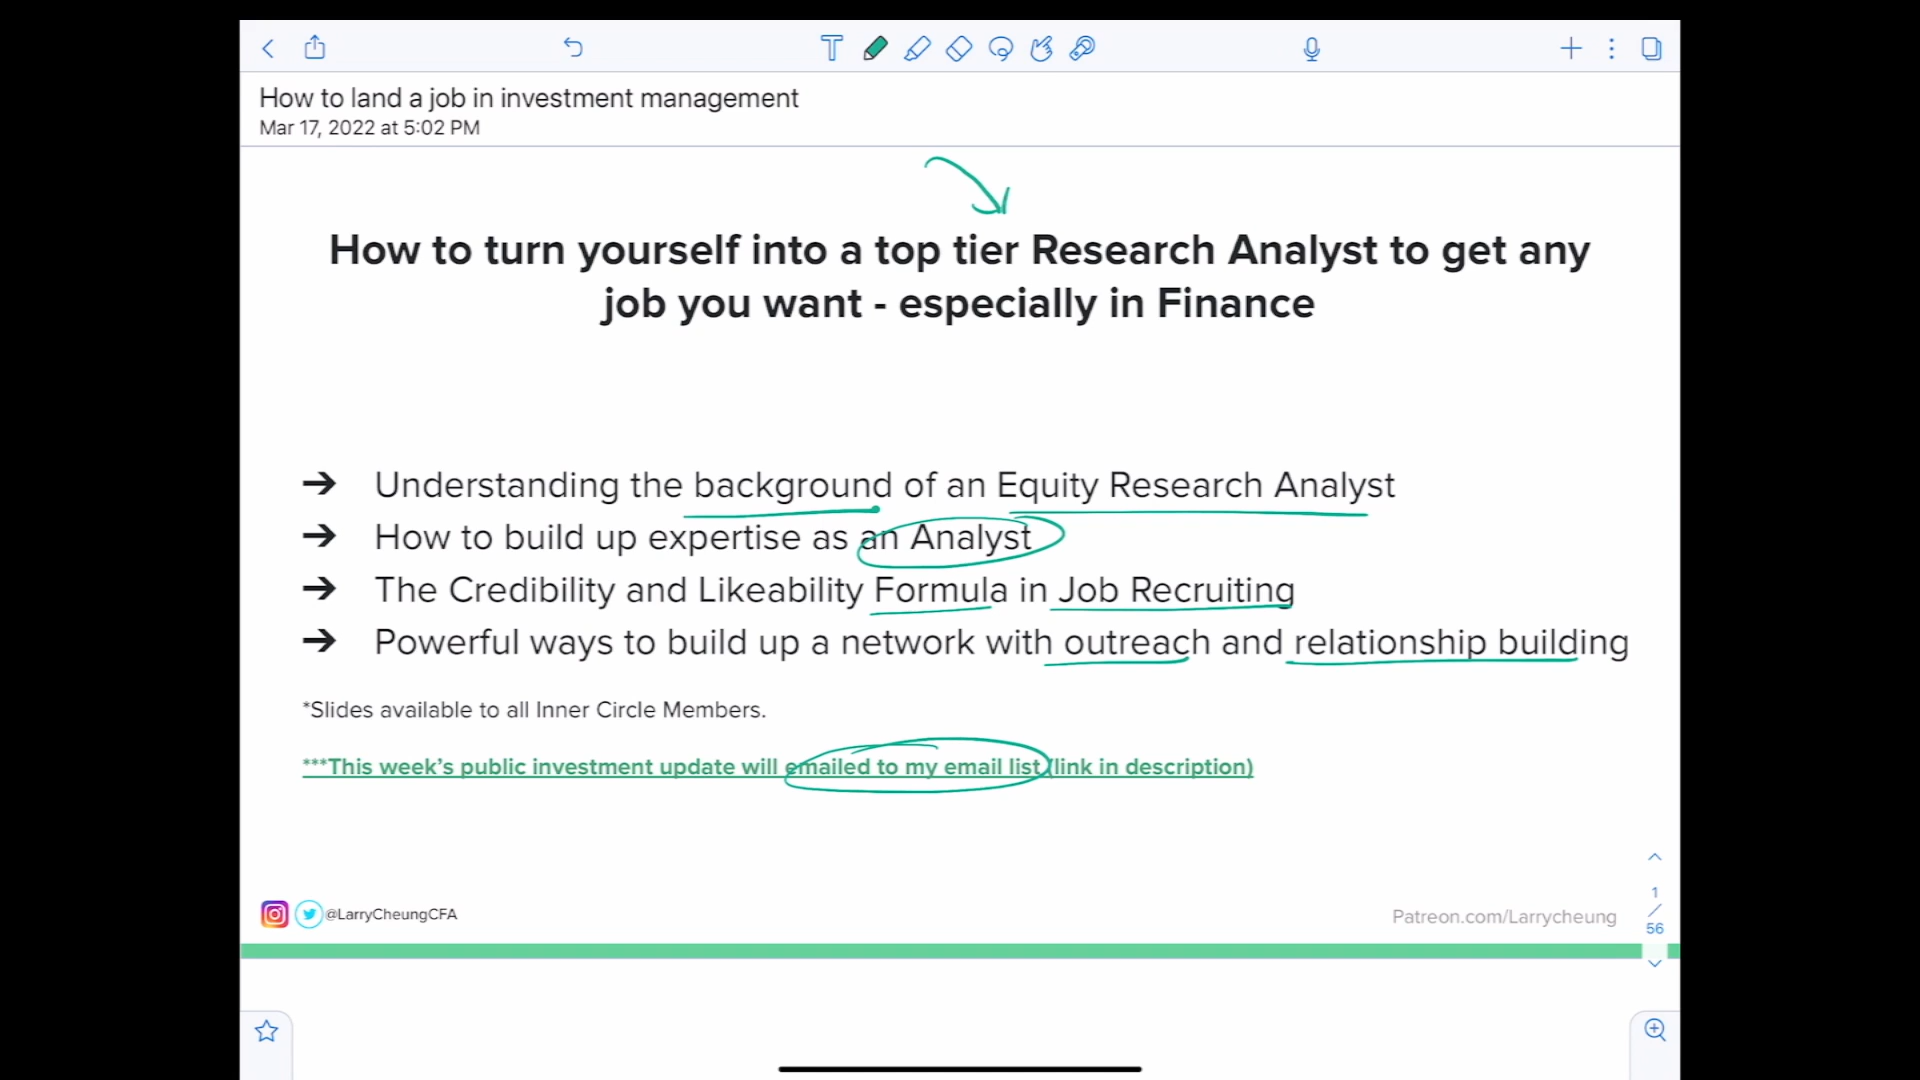 How to land a job in investment management
Mar 17, 2022 at 5:02 PM
How to turn yourself into a top tier Research Analyst to get any
job you want - especially in Finance
➔ Understanding the background of an Equity Research Analyst
➔ How to build up expertise as an Analyst
➔ The Credibility and Likeability Formula in Job Recruiting
➔ Powerful ways to build up a network with outreach and relationship building
*Slides available to all Inner Circle Members.
***This week's public investment update will emailed to my email list (link in description)
@LarryCheungCFA
Patreon.com/Larrycheung
1
/
56